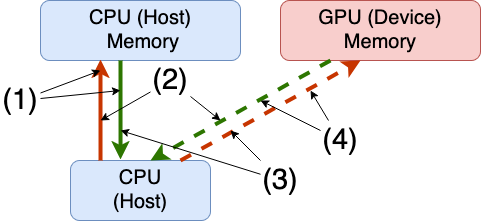 CPU (Host)
Memory
GPU (Device)
Memory
(1)
(2)
(3)
(4)
CPU
(Host)